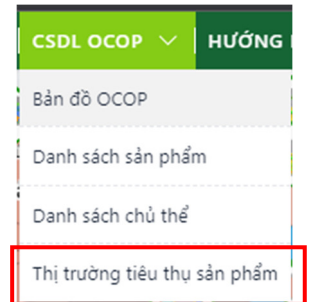 CSDL OCOP HƯỚNG
Bản đồ OCOP
Danh sách sản phẩm
Danh sách chủ thể
Thị trường tiêu thụ sản phẩm